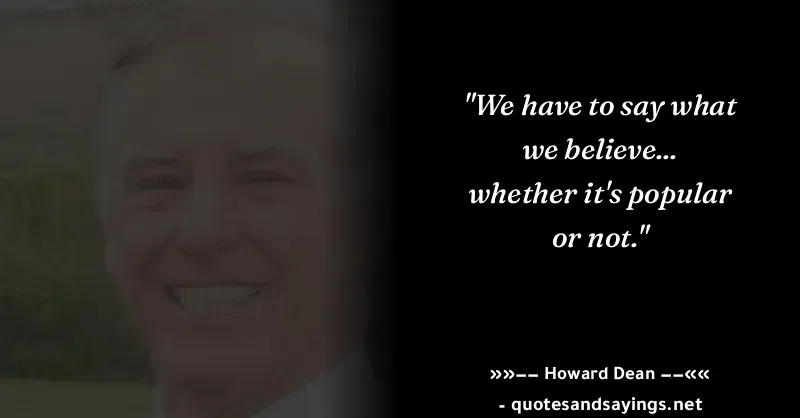 "We have to say what
we believe...
whether it's popular
or not."
»»−− Howard Dean −−««
- quotesandsayings.net